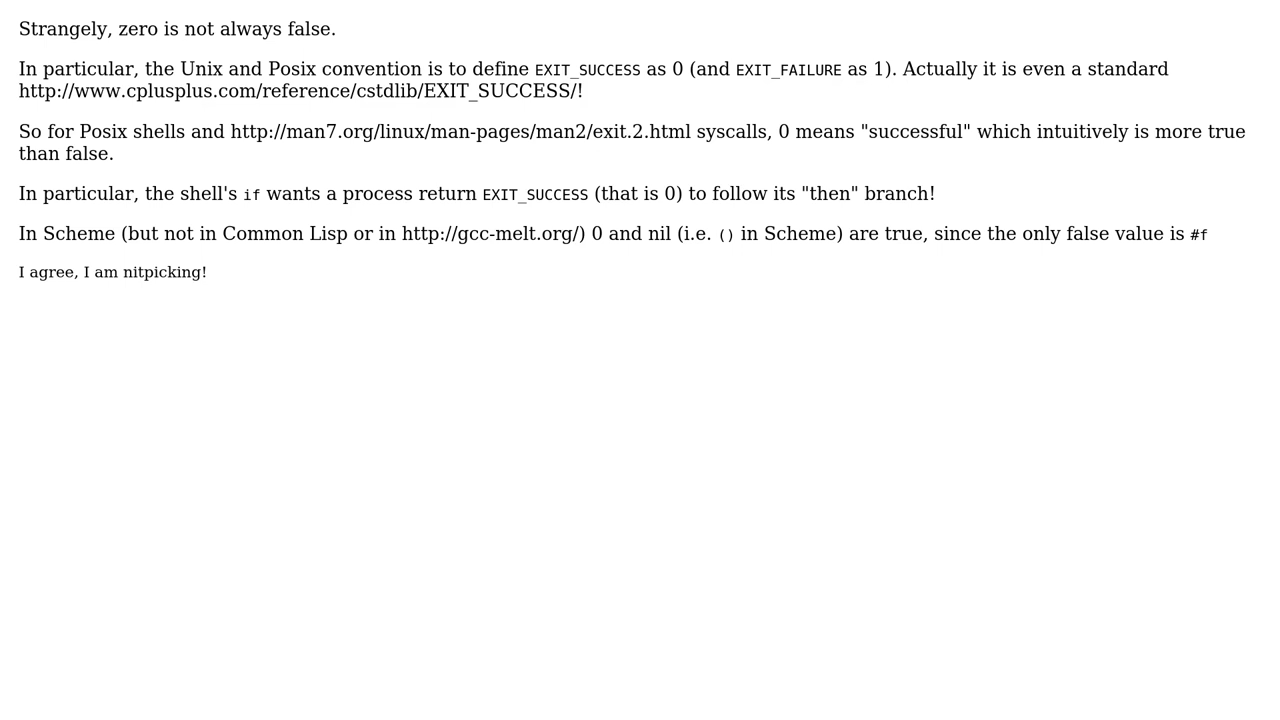 Strangely, zero is not always false.
In particular, the Unix and Posix convention is to define EXIT_SUCCESS as 0 (and EXIT_FAILURE as 1). Actually it is even a standard
http://www.cplusplus.com/reference/cstdlib/EXIT_SUCCESS/!
So for Posix shells and http://man7.org/linux/man-pages/man2/exit.2.html syscalls, 0 means "successful" which intuitively is more true
than false.
In particular, the shell's if wants a process return EXIT_SUCCESS (that is 0) to follow its "then" branch!
In Scheme (but not in Common Lisp or in http://gcc-melt.org/) 0 and nil (i.e. () in Scheme) are true, since the only false value is #f
I agree, I am nitpicking!